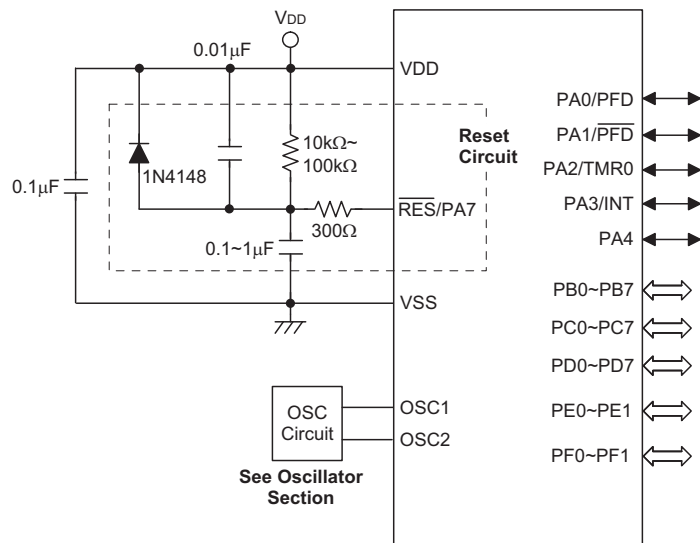 VDD
0.01μF
VDD
10kΩ~
100kΩ
Reset
Circuit
1N4148
0.1μF
RES/PA7
300Ω
0.1~1μF
VSS
OSC
Circuit
OSC1
OSC2
See Oscillator
Section
PA0/PFD
PA1/PFD
PA2/TMR0
PA3/INT
PA4
PB0~PB7
PC0~PC7
PD0~PD7
PE0~PE1
PF0~PF1